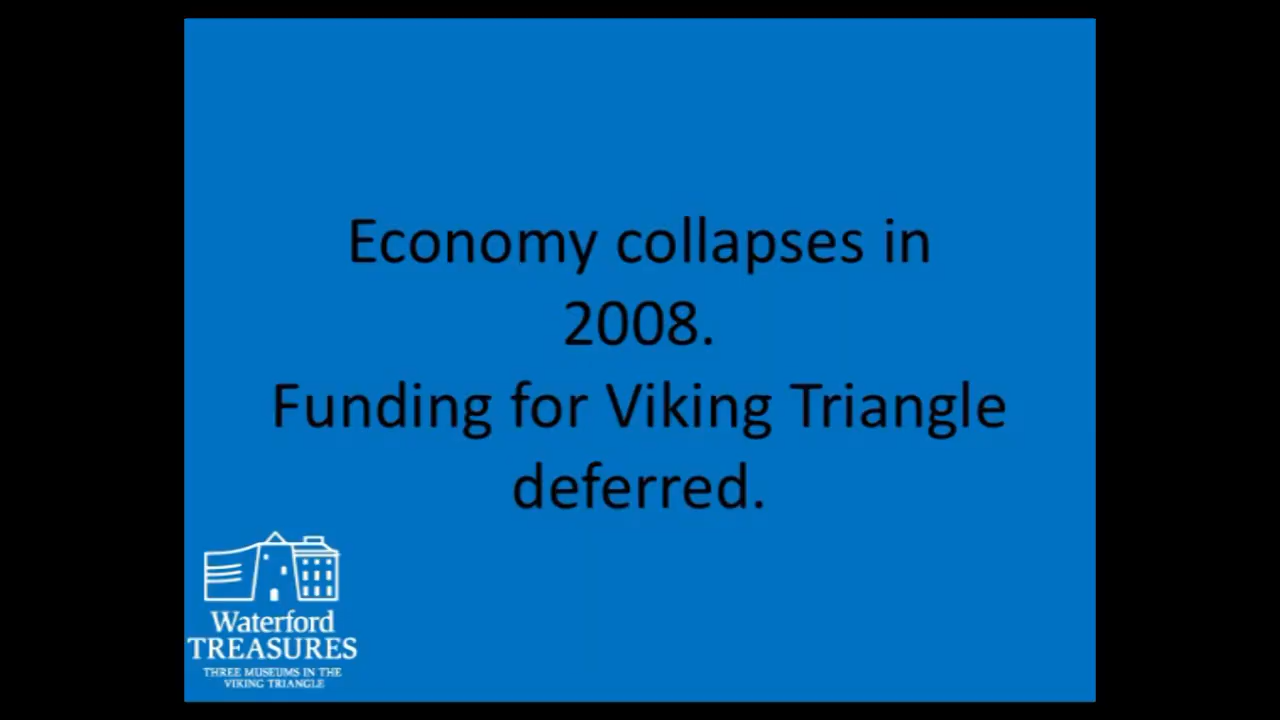 Economy collapses in
2008.
Funding for Viking Triangle
deferred.
Waterford
TREASURES
THREE MUSEUMS IN THE
VIKING TRIANGLE